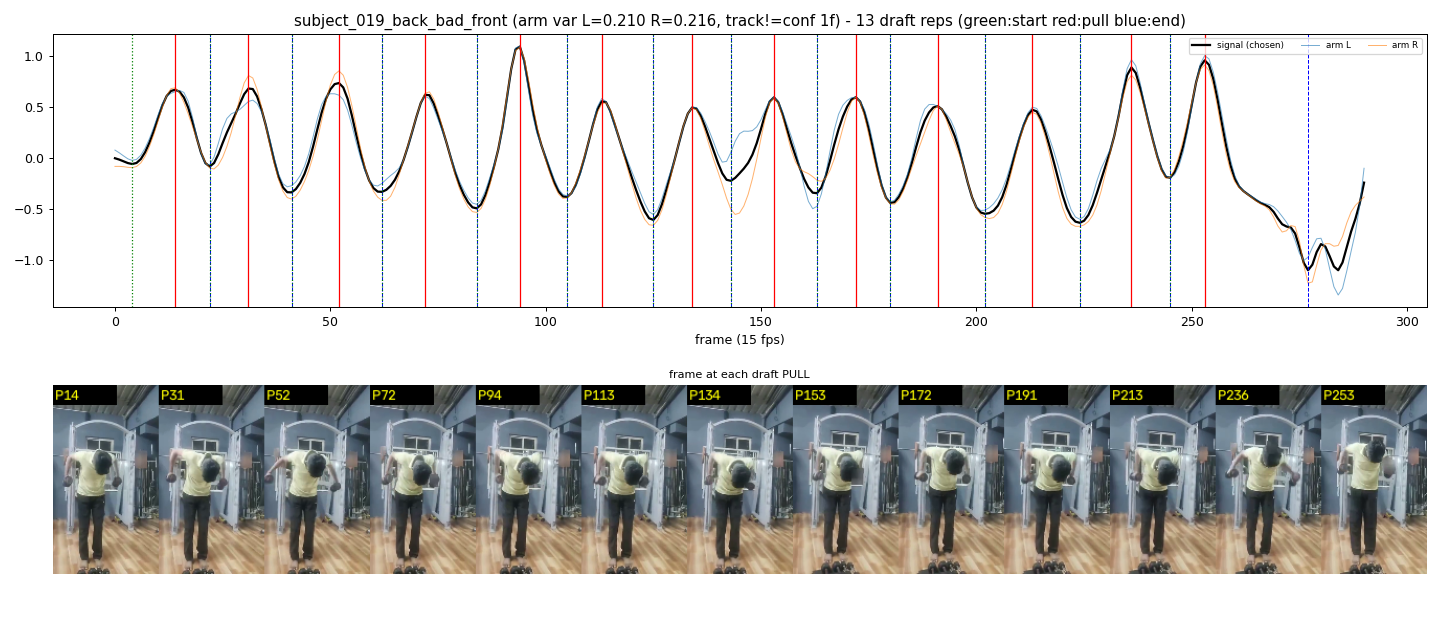 subject_019_back_bad_front (arm var L=0.210 R=0.216, track!=conf 1f) - 13 draft reps (green:start red:pull blue:end)
signal (chosen) arm L arm R
1.0
0.5
0.0
−0.5
−1.0
0 50 100 150 200 250 300
frame (15 fps)
frame at each draft PULL
P14 P31 P52 P72 P94 P113 P134 P153 P172 P191 P213 P236 P253